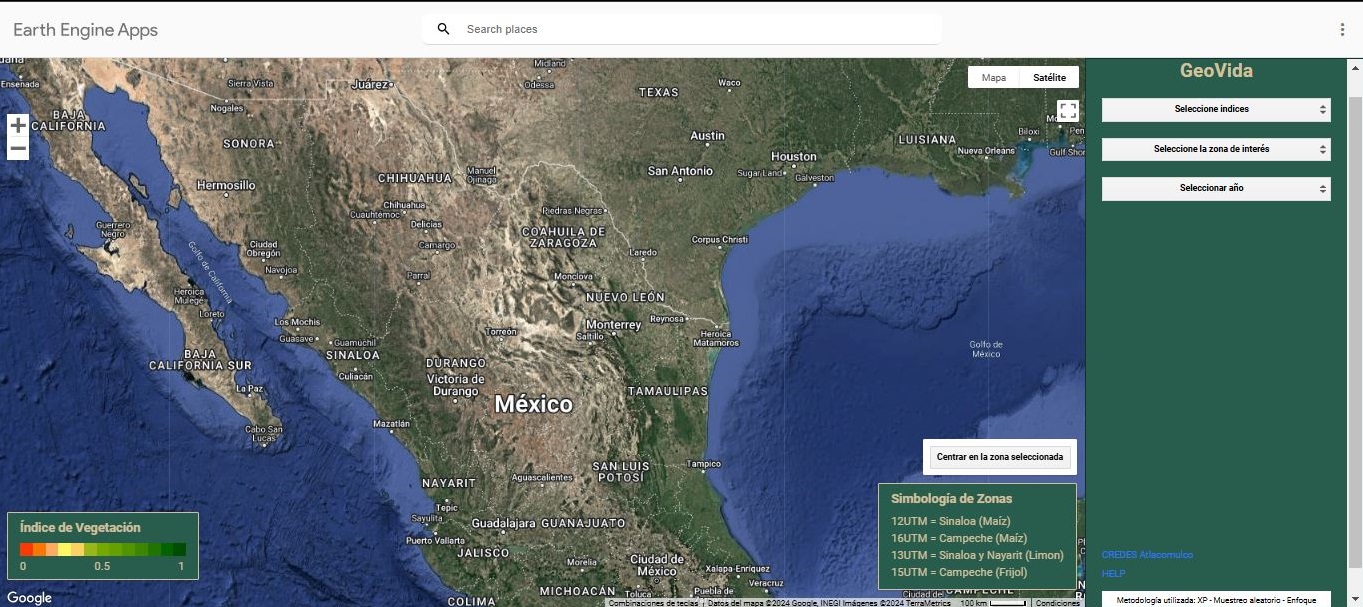 Earth Engine Apps
Search places
GeoVida
Seleccione indices
Seleccione la zona de interés
Seleccionar año
CREDES Atlacomulco
HELP
Metodología utilizada: XP - Muestreo aleatorio - Enfoque
Mapa Satélite
+
−
Ensenada
BAJA
CALIFORNIA
Sierra Vista
Nogales
Juárez
Midland
Odessa
TEXAS
Waco
Austin
Houston
San Antonio
Sugar Land
Galveston
LUISIANA
Nueva Orleans
Biloxi
Gulf Shor
SONORA
Hermosillo
CHIHUAHUA
Manuel
Ojinaga
Chihuahua
Cuauhtémoc
Delicias
Camargo
Piedras Negras
COAHUILA DE
ZARAGOZA
Laredo
Corpus Christi
Guerrero
Negro
Golfo de California
Ciudad
Obregón
Navojoa
Parral
Monclova
Heroica
Mulegé
Loreto
NUEVO LEÓN
Los Mochis
Guasave
Guamuchil
SINALOA
Torreón
Monterrey
Saltillo
Reynosa
Heroica
Matamoros
Golfo de
México
BAJA
CALIFORNIA SUR
Culiacán
DURANGO
Victoria de
Durango
TAMAULIPAS
La Paz
México
Cabo San
Lucas
Mazatlán
SAN LUIS
POTOSÍ
Tampico
NAYARIT
Aguascalientes
Tepic
Sayulita
Guadalajara
GUANAJUATO
Puerto Vallarta
JALISCO
Morelia
Ciudad de
México
Xalapa-Enríquez
Veracruz
MICHOACÁN
Toluca
Puebla de
COLIMA
Ciudad del
CAMPECHE
Centrar en la zona seleccionada
Simbología de Zonas
12UTM = Sinaloa (Maíz)
16UTM = Campeche (Maíz)
13UTM = Sinaloa y Nayarit (Limon)
15UTM = Campeche (Frijol)
Índice de Vegetación
0 0.5 1
Google
Combinaciones de teclas Datos del mapa ©2024 Google, INEGI Imágenes ©2024 TerraMetrics 100 km Condiciones